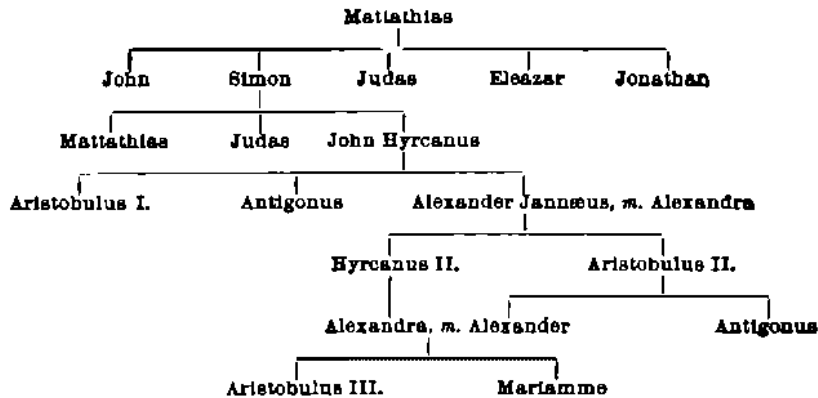 Mattathias
John Simon Judas Eleazar Jonathan
Mattathias Judas John Hyrcanus
Aristobulus I. Antigonus Alexander Jannæus, m. Alexandra
Hyrcanus II. Aristobulus II.
Alexandra, m. Alexander Antigonus
Aristobulus III. Mariamme